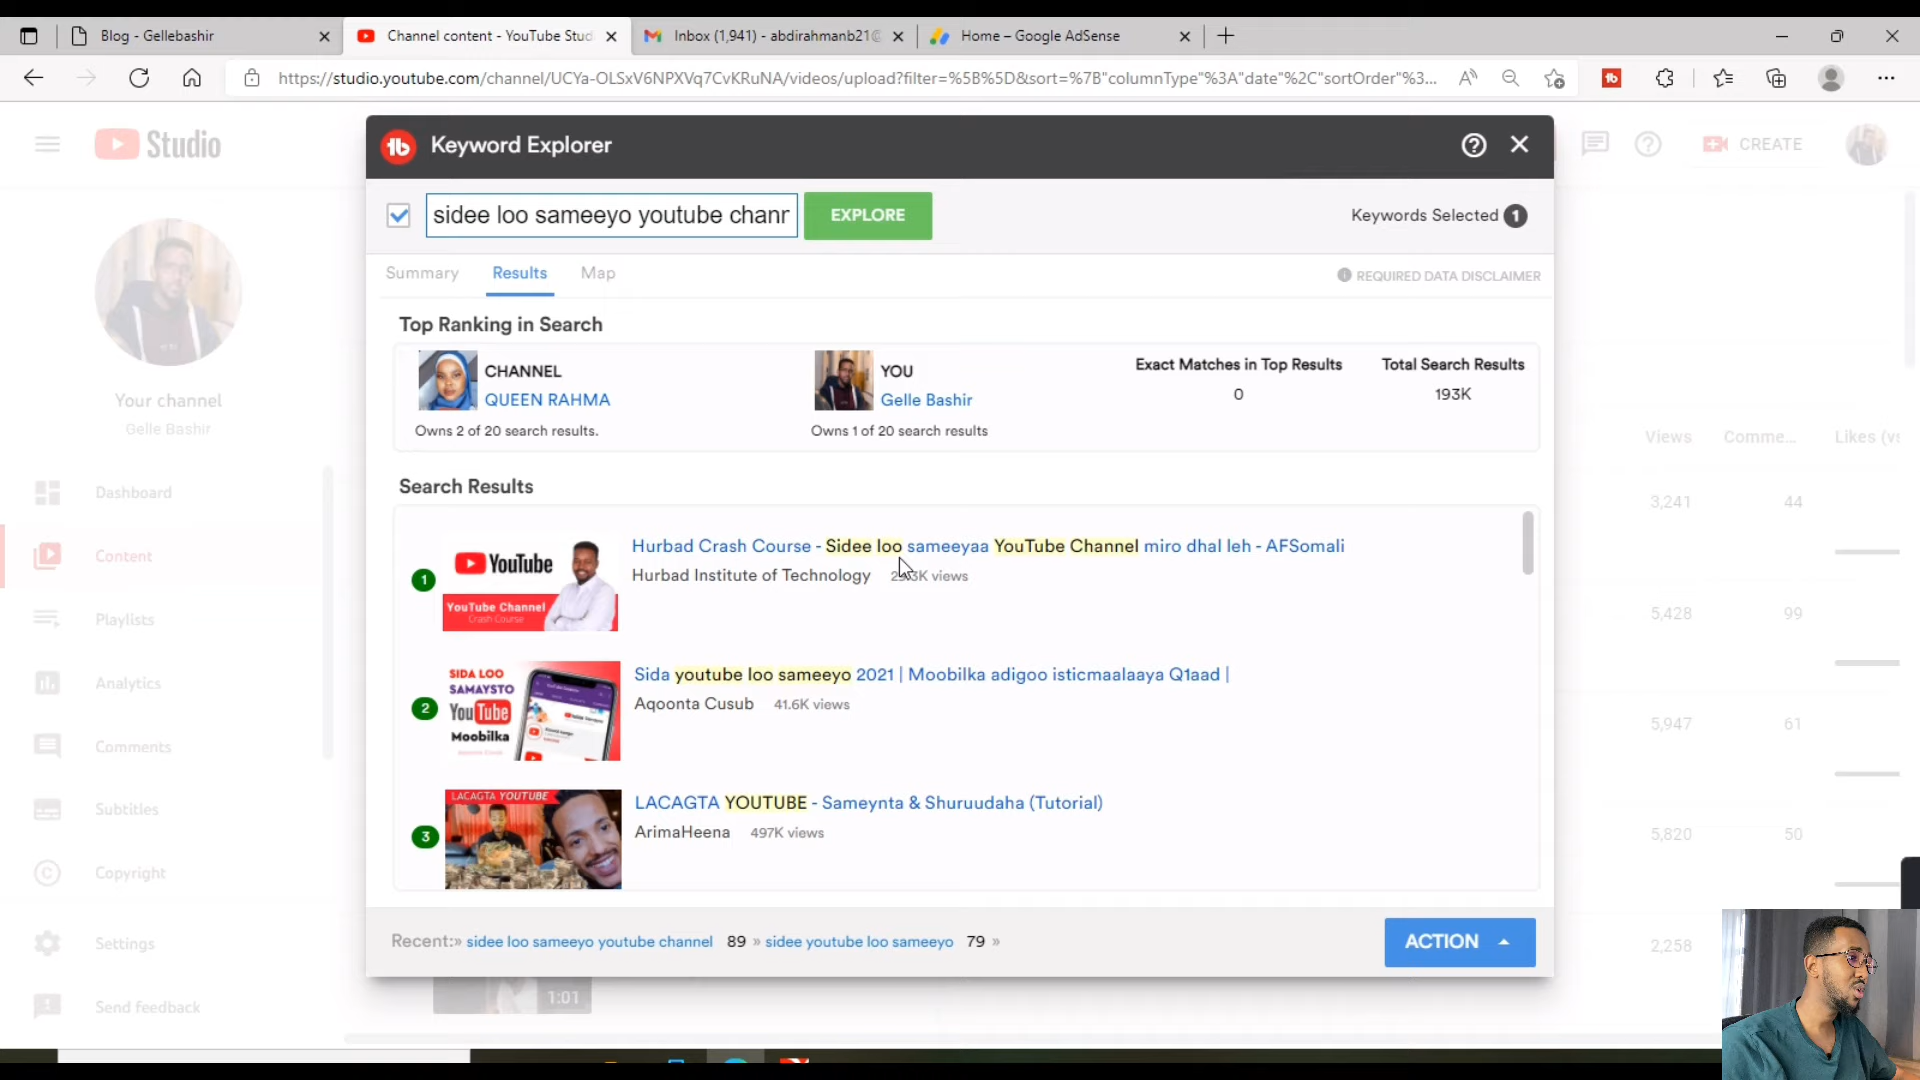 Blog - Gellebashir
Channel content - YouTube Stud
Inbox (1,941) - abdirahmanb21@
Home – Google AdSense
https://studio.youtube.com/channel/UCYa-OLSxV6NPXVq7CvKRuNA/videos/upload?filter=%5B%5D&sort=%7B"columnType"%3A"date"%2C"sortOrder"%3...
Studio
CREATE
Keyword Explorer
sidee loo sameeyo youtube chanr
EXPLORE
Keywords Selected 1
Summary
Results
Map
REQUIRED DATA DISCLAIMER
Top Ranking in Search
CHANNEL
QUEEN RAHMA
Owns 2 of 20 search results.
YOU
Gelle Bashir
Owns 1 of 20 search results
Exact Matches in Top Results
0
Total Search Results
193K
Search Results
1
YouTube
YouTube Channel
Crash Course
Hurbad Crash Course - Sidee loo sameeyaa YouTube Channel miro dhal leh - AFSomali
Hurbad Institute of Technology
views
2
SIDA LOO
SAMAYSTO
YouTube
Moobilka
Sida youtube loo sameeyo 2021 | Moobilka adigoo isticmaalaaya Q1aad |
Aqoonta Cusub 41.6K views
3
LACAGTA YOUTUBE
LACAGTA YOUTUBE - Sameynta & Shuruudaha (Tutorial)
ArimaHeena 497K views
Recent:» sidee loo sameeyo youtube channel 89 » sidee youtube loo sameeyo 79 »
ACTION
Your channel
Gelle Bashir
Dashboard
Content
Playlists
Analytics
Comments
Subtitles
Copyright
Settings
Send feedback
1:01
Views Comme... Likes (vs
3,241 44
5,428 99
5,947 61
5,820 50
2,258